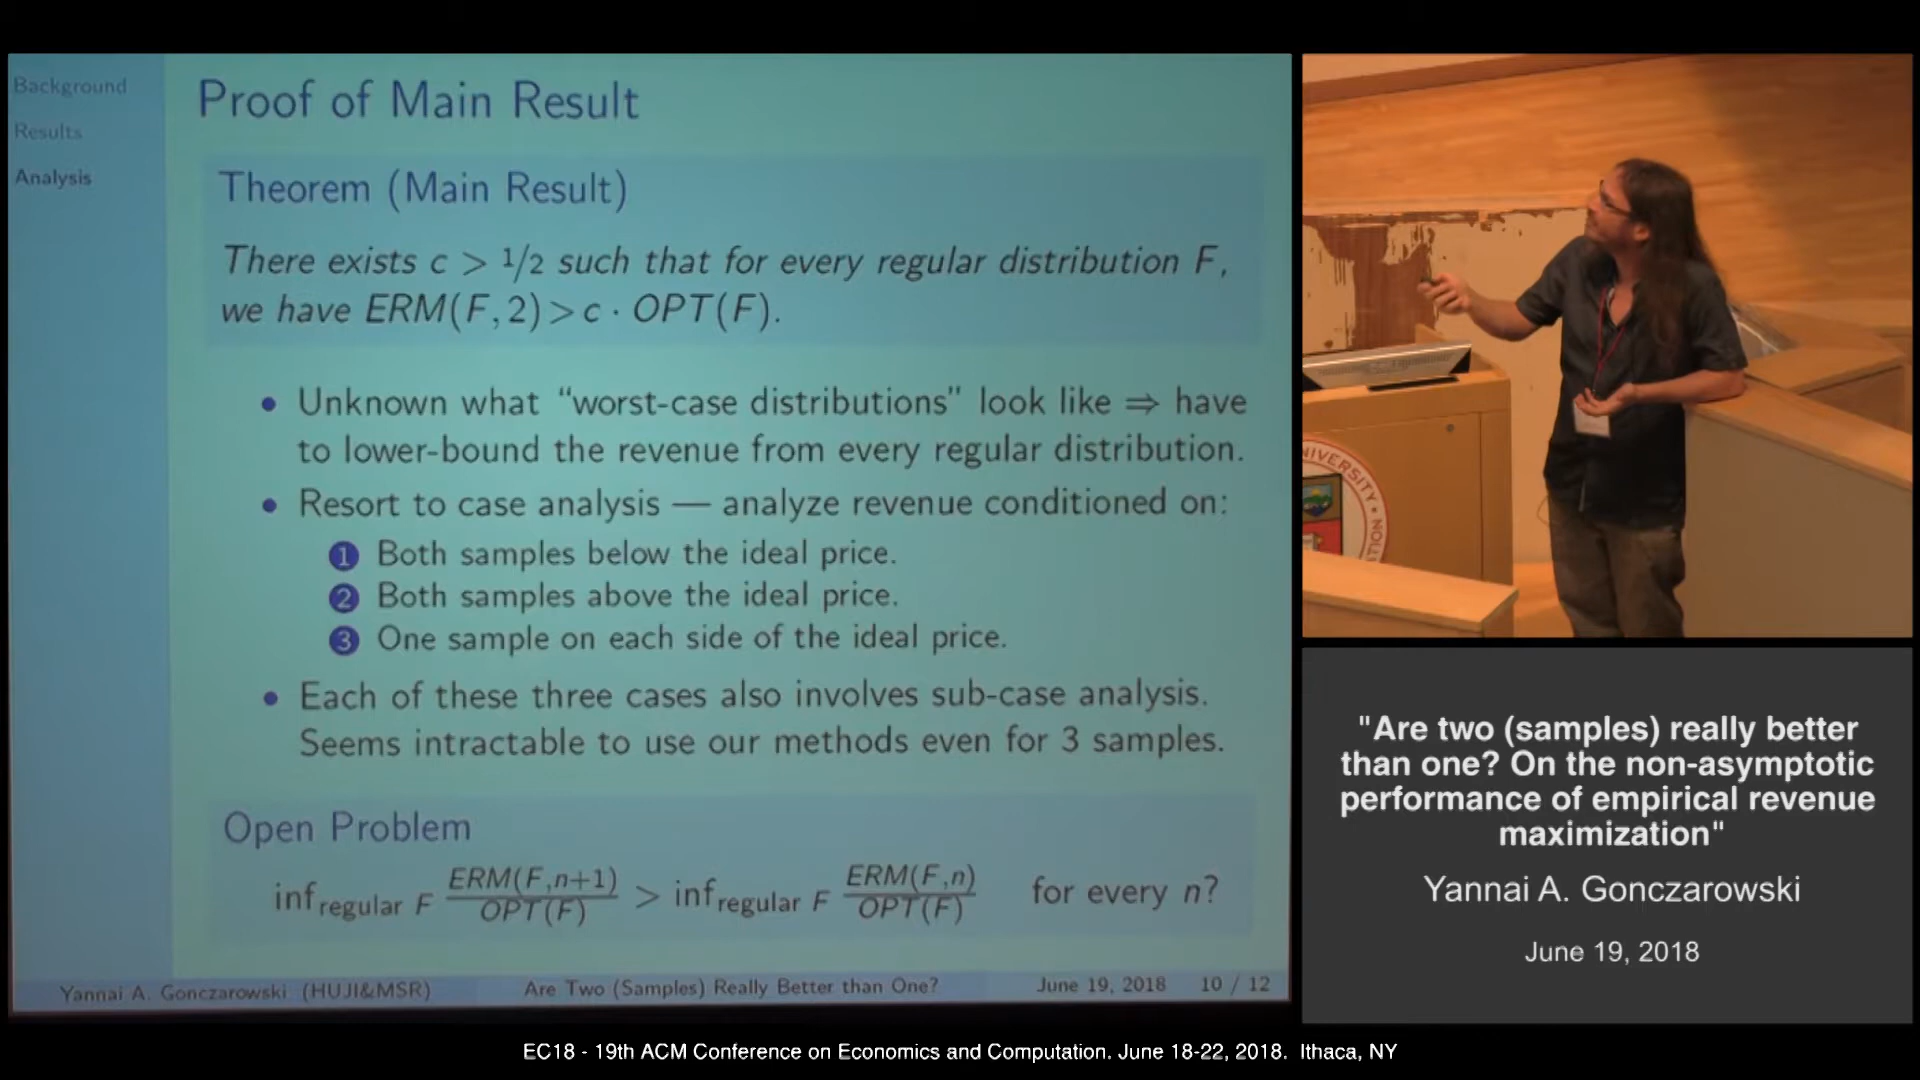 Background
Results
Analysis
Proof of Main Result
Theorem (Main Result)
There exists c > 1/2 such that for every regular distribution F,
we have ERM(F, 2) > c · OPT(F).
• Unknown what “worst-case distributions” look like ⇒ have
to lower-bound the revenue from every regular distribution.
• Resort to case analysis — analyze revenue conditioned on:
1 Both samples below the ideal price.
2 Both samples above the ideal price.
3 One sample on each side of the ideal price.
• Each of these three cases also involves sub-case analysis.
Seems intractable to use our methods even for 3 samples.
Open Problem
inf regular F ERM(F,n+1)/OPT(F) > inf regular F ERM(F,n)/OPT(F) for every n?
Yannai A. Gonczarowski (HUJI&MSR) Are Two (Samples) Really Better than One? June 19, 2018 10 / 12
"Are two (samples) really better
than one? On the non-asymptotic
performance of empirical revenue
maximization"
Yannai A. Gonczarowski
June 19, 2018
EC18 - 19th ACM Conference on Economics and Computation. June 18-22, 2018. Ithaca, NY